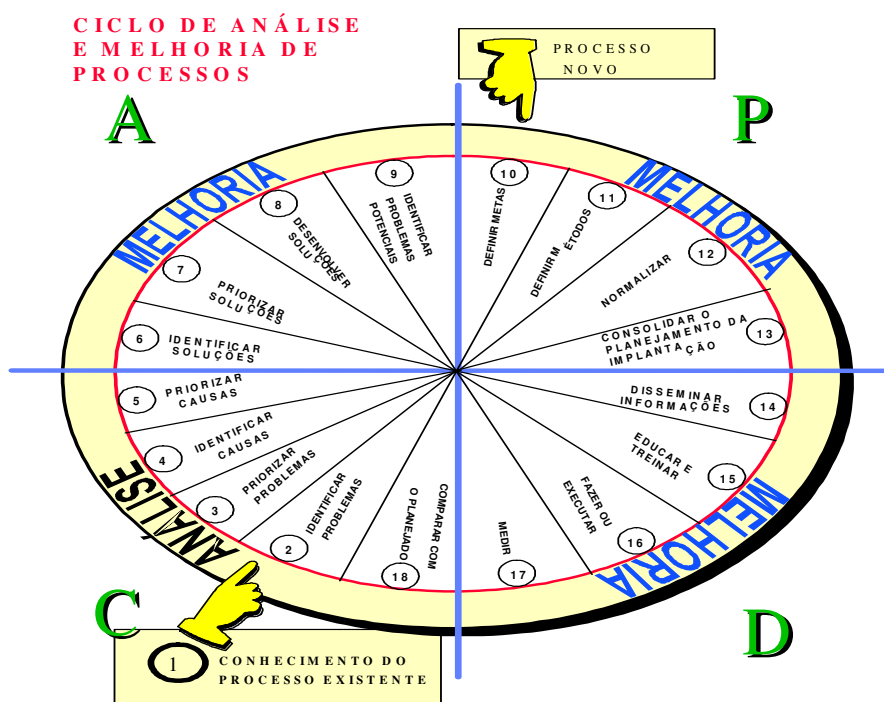 CICLO DE ANÁLISE
E MELHORIA DE
PROCESSOS
PROCESSO
NOVO
A
P
MELHORIA
MELHORIA
9
IDENTIFICAR
PROBLEMAS
POTENCIAIS
10
DEFINIR METAS
8
DESENVOLVER
SOLUÇÕES
11
DEFINIR M
ÉTODOS
7
PRIORIZAR
SOLUÇÕES
12
NORMALIZAR
6
IDENTIFICAR
SOLUÇÕES
13
CONSOLIDAR O
PLANEJAMENTO DA
IMPLANTAÇÃO
5
PRIORIZAR
CAUSAS
14
DISSEMINAR
INFORMAÇÕES
4
IDENTIFICAR
CAUSAS
15
EDUCAR E
TREINAR
3
PRIORIZAR
PROBLEMAS
16
FAZER OU
EXECUTAR
2
IDENTIFICAR
PROBLEMAS
17
MEDIR
18
COMPARAR COM
O PLANEJADO
ANÁLISE
MELHORIA
C
D
1
CONHECIMENTO DO
PROCESSO EXISTENTE